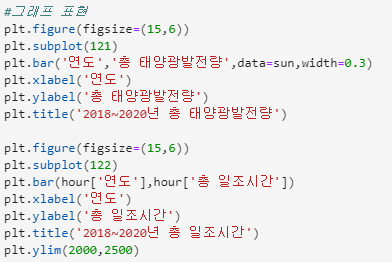 #그래프 표현
plt.figure(figsize=(15,6))
plt.subplot(121)
plt.bar('연도','총 태양광발전량',data=sun,width=0.3)
plt.xlabel('연도')
plt.ylabel('총 태양광발전량')
plt.title('2018~2020년 총 태양광발전량')

plt.figure(figsize=(15,6))
plt.subplot(122)
plt.bar(hour['연도'],hour['총 일조시간'])
plt.xlabel('연도')
plt.ylabel('총 일조시간')
plt.title('2018~2020년 총 일조시간')
plt.ylim(2000,2500)